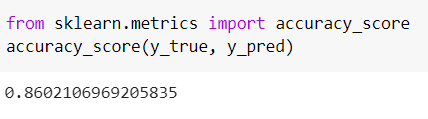 from sklearn.metrics import accuracy_score
accuracy_score(y_true, y_pred)
0.8602106969205835